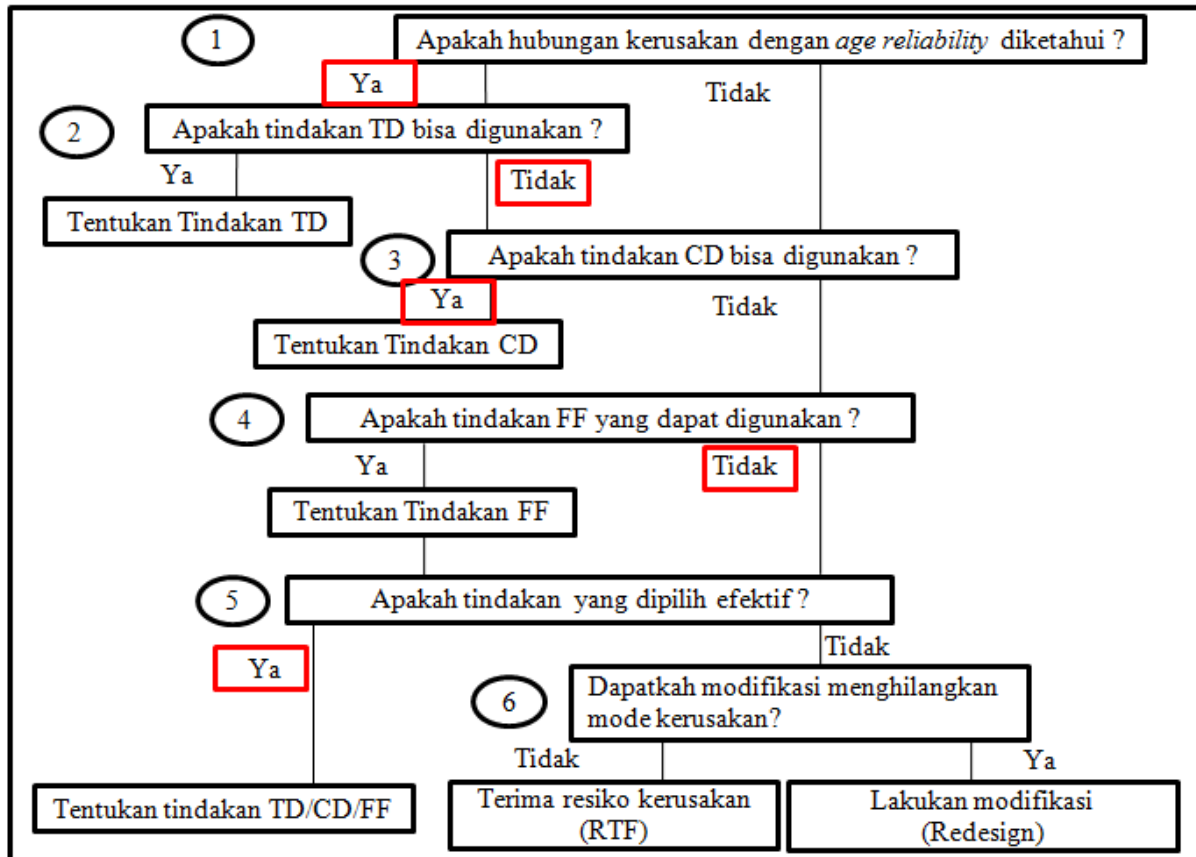 1
Apakah hubungan kerusakan dengan age reliability diketahui ?
Ya
Tidak
2
Apakah tindakan TD bisa digunakan ?
Ya
Tidak
Tentukan Tindakan TD
3
Apakah tindakan CD bisa digunakan ?
Ya
Tidak
Tentukan Tindakan CD
4
Apakah tindakan FF yang dapat digunakan ?
Ya
Tidak
Tentukan Tindakan FF
5
Apakah tindakan yang dipilih efektif ?
Ya
Tidak
6
Dapatkah modifikasi menghilangkan
mode kerusakan?
Tidak
Ya
Tentukan tindakan TD/CD/FF
Terima resiko kerusakan
(RTF)
Lakukan modifikasi
(Redesign)